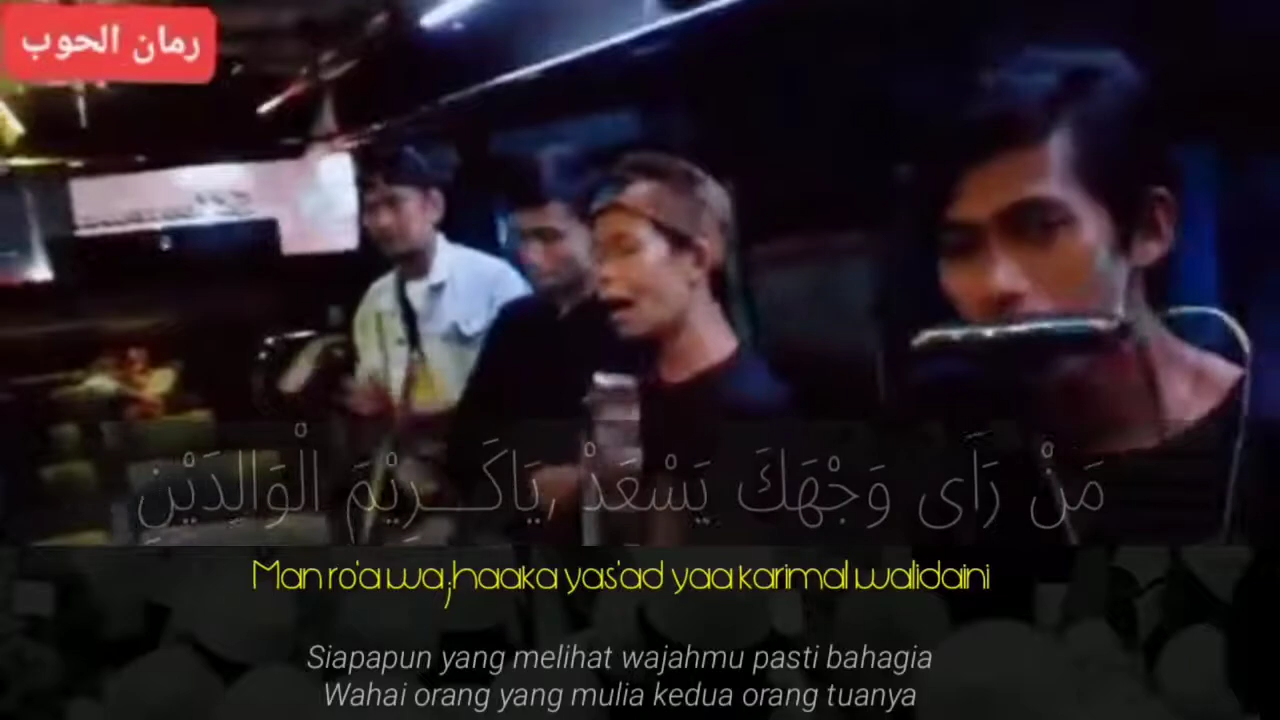 رمان الحوب
مَنْ رَأَى وَجْهَكَ يَسْعَدْ ,يَاكَـــرِيْمَ الْوَالِدَيْنِ
Man ro'a wajhaaka yas'ad yaa karimal walidaini
Siapapun yang melihat wajahmu pasti bahagia
Wahai orang yang mulia kedua orang tuanya